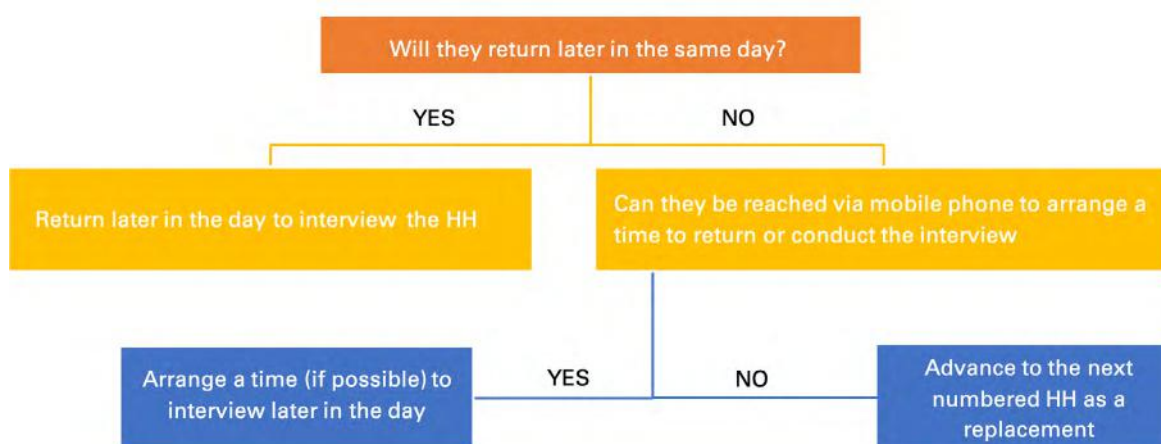 Will they return later in the same day?
YES
NO
Return later in the day to interview the HH
Can they be reached via mobile phone to arrange a
time to return or conduct the interview
Arrange a time (if possible) to
interview later in the day
YES
NO
Advance to the next
numbered HH as a
replacement